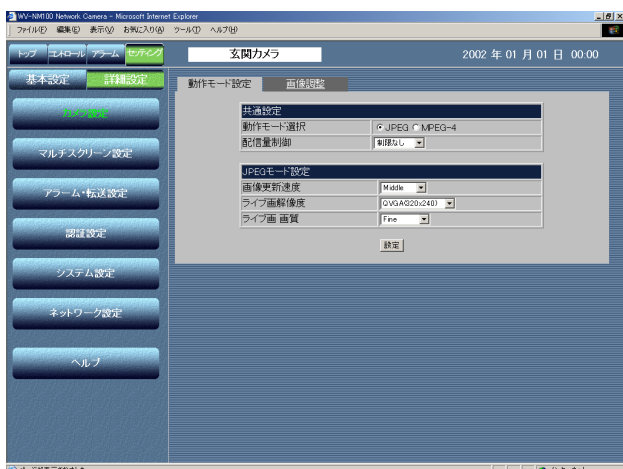 WV-NM100 Network Camera - Microsoft Internet Explorer
ファイル(F) 編集(E) 表示(V) お気に入り(A) ツール(T) ヘルプ(H)
トップ コントロール アラーム セッティング 玄関カメラ 2002 年 01 月 01 日 00:00
基本設定 詳細設定 動作モード設定 画像調整
カメラ設定
マルチスクリーン設定
アラーム・転送設定
認証設定
システム設定
ネットワーク設定
ヘルプ
共通設定
動作モード選択 JPEG MPEG-4
配信量制御 制限なし
JPEGモード設定
画像更新速度 Middle
ライブ画解像度 QVGA(320x240)
ライブ画 画質 Fine
設定